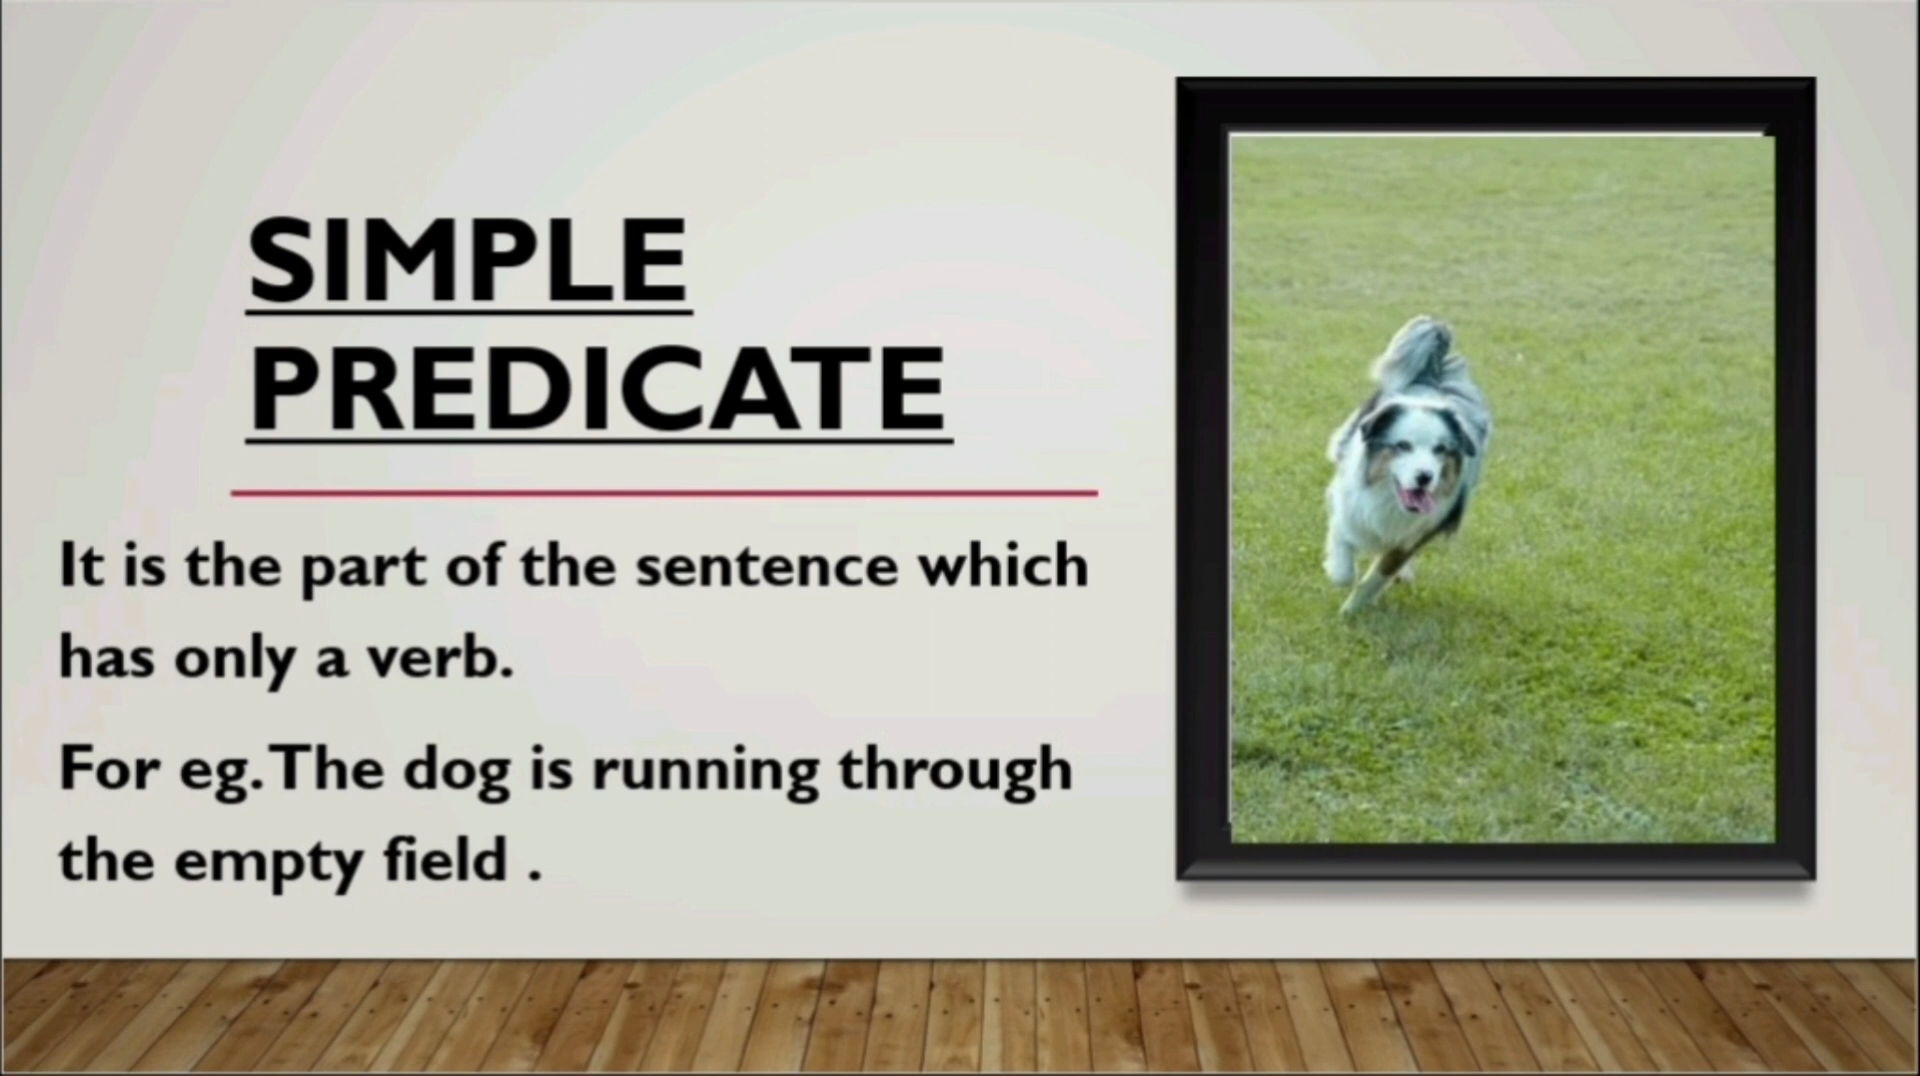 SIMPLE
PREDICATE
It is the part of the sentence which
has only a verb.
For eg.The dog is running through
the empty field .